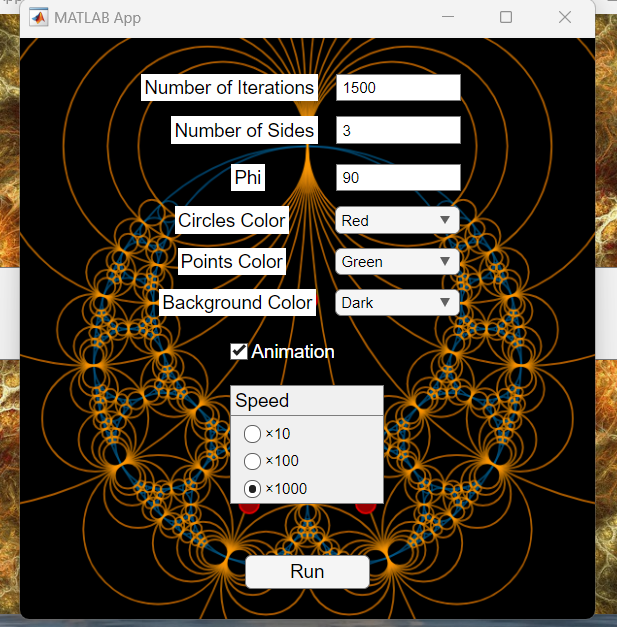 MATLAB App
Number of Iterations 1500
Number of Sides 3
Phi 90
Circles Color Red
Points Color Green
Background Color Dark
Animation
Speed
×10
×100
×1000
Run